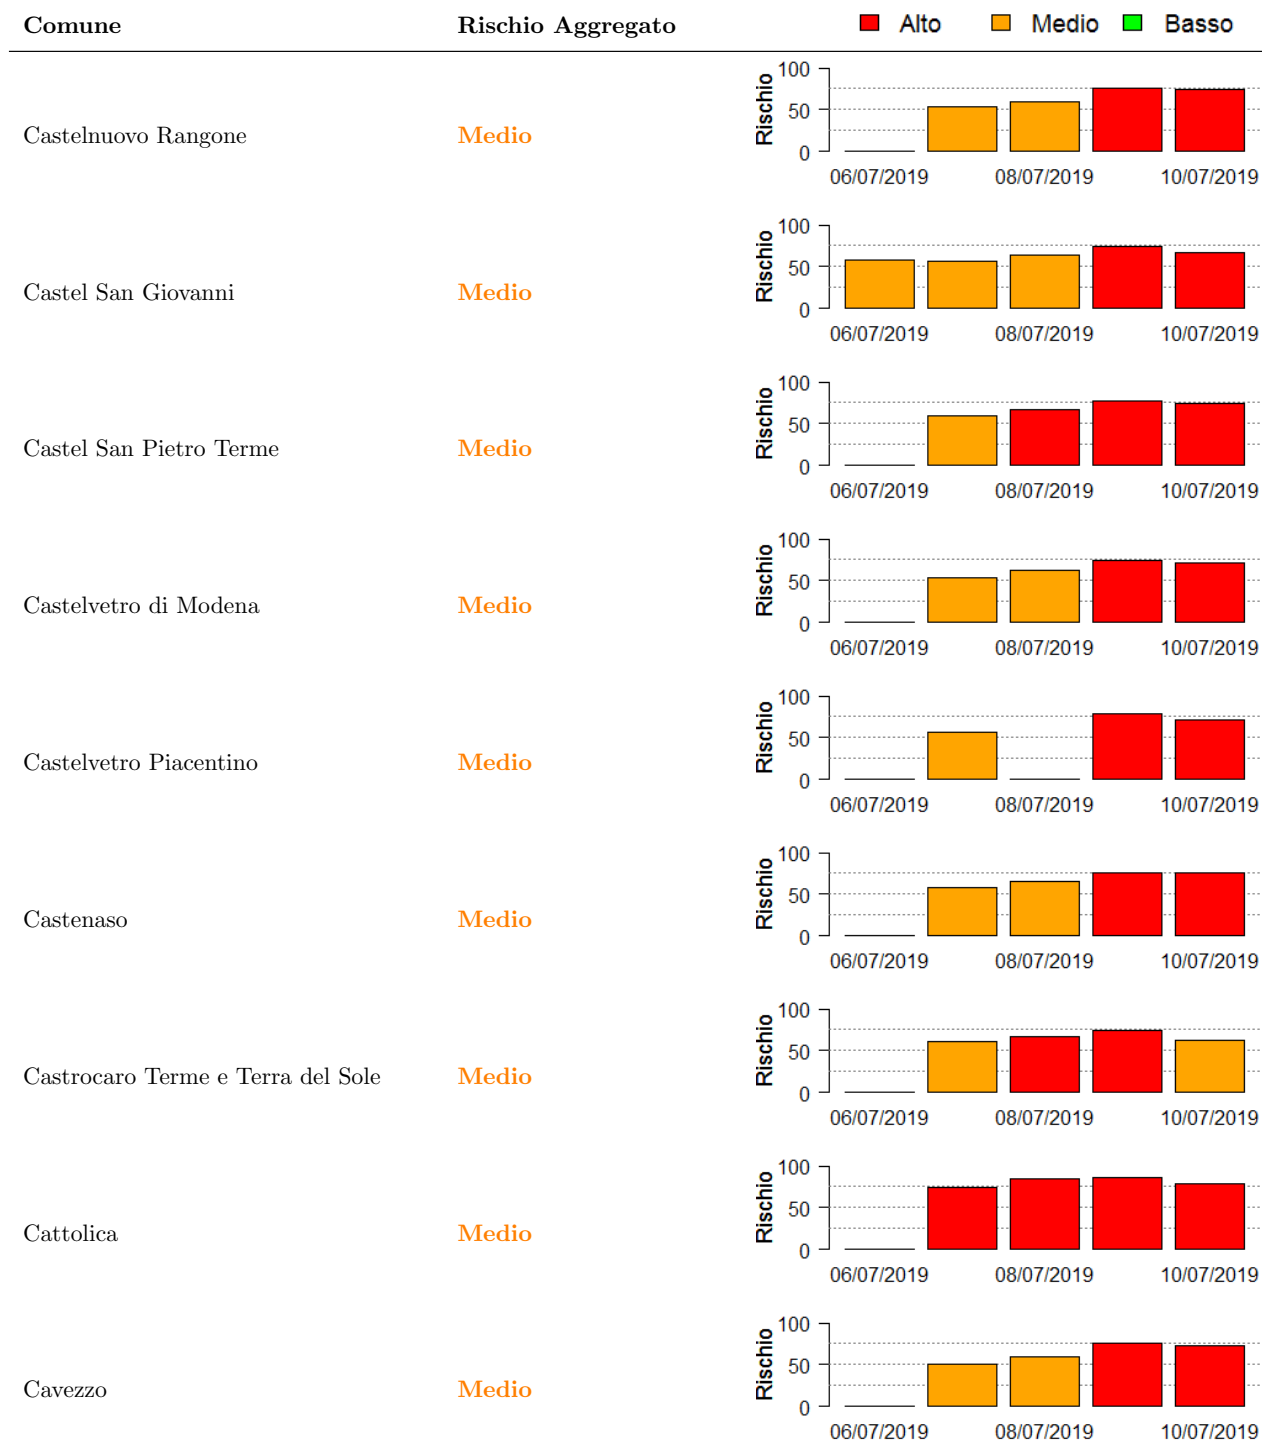 Comune Rischio Aggregato Alto Medio Basso
100
50
0
Rischio
Castelnuovo Rangone Medio
06/07/2019 08/07/2019 10/07/2019
100
50
0
Rischio
Castel San Giovanni Medio
06/07/2019 08/07/2019 10/07/2019
100
50
0
Rischio
Castel San Pietro Terme Medio
06/07/2019 08/07/2019 10/07/2019
100
50
0
Rischio
Castelvetro di Modena Medio
06/07/2019 08/07/2019 10/07/2019
100
50
0
Rischio
Castelvetro Piacentino Medio
06/07/2019 08/07/2019 10/07/2019
100
50
0
Rischio
Castenaso Medio
06/07/2019 08/07/2019 10/07/2019
100
50
0
Rischio
Castrocaro Terme e Terra del Sole Medio
06/07/2019 08/07/2019 10/07/2019
100
50
0
Rischio
Cattolica Medio
06/07/2019 08/07/2019 10/07/2019
100
50
0
Rischio
Cavezzo Medio
06/07/2019 08/07/2019 10/07/2019